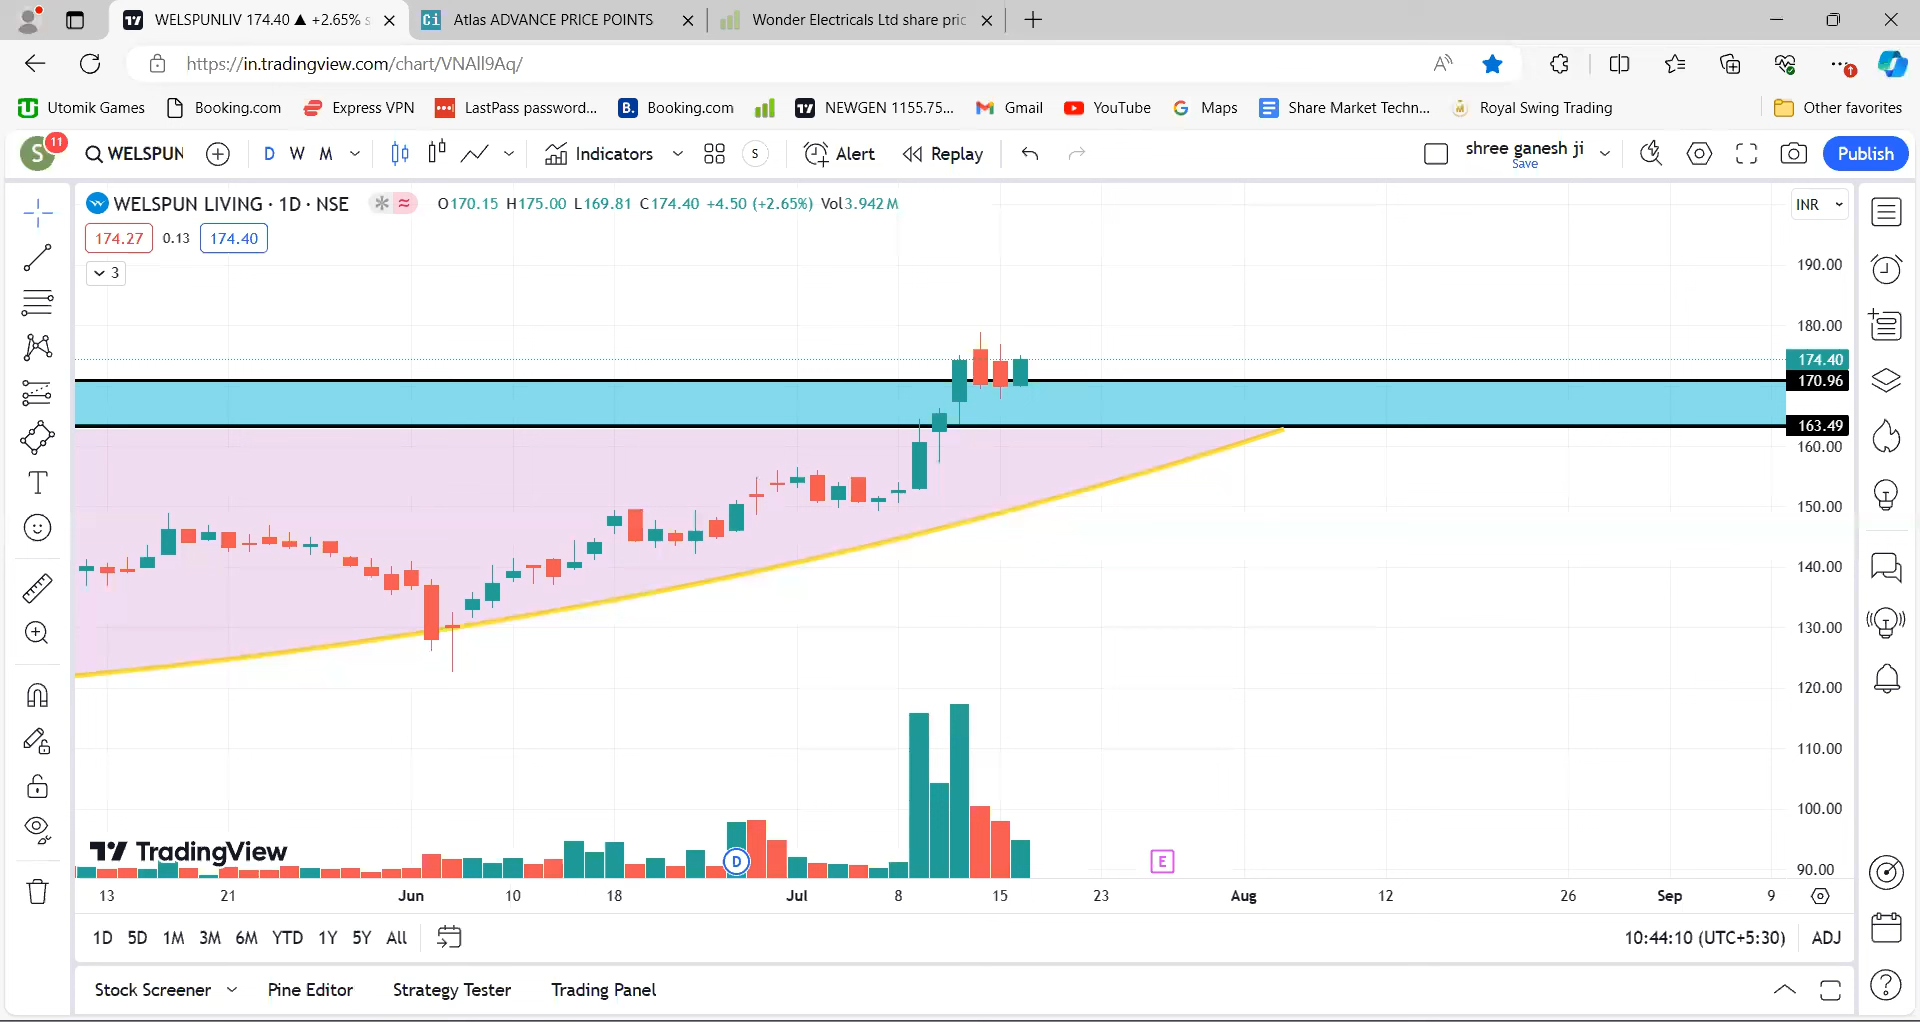 WELSPUNLIV 174.40 ▲ +2.65% s
Atlas ADVANCE PRICE POINTS
Wonder Electricals Ltd share pric
https://in.tradingview.com/chart/VNAll9Aq/
Utomik Games
Booking.com
Express VPN
LastPass password...
B. Booking.com
NEWGEN 1155.75...
Gmail
YouTube
Maps
Share Market Techn...
Royal Swing Trading
Other favorites
S 11
WELSPUN
D W M
Indicators
S
Alert
Replay
shree ganesh ji
Save
Publish
WELSPUN LIVING · 1D · NSE
O170.15 H175.00 L169.81 C174.40 +4.50 (+2.65%) Vol3.942M
INR
174.27 0.13 174.40
3
190.00
180.00
174.40
170.96
163.49
160.00
150.00
140.00
130.00
120.00
110.00
100.00
90.00
TradingView
D
E
13 21 Jun 10 18 Jul 8 15 23 Aug 12 26 Sep 9
1D 5D 1M 3M 6M YTD 1Y 5Y All
10:44:10 (UTC+5:30) ADJ
Stock Screener Pine Editor Strategy Tester Trading Panel